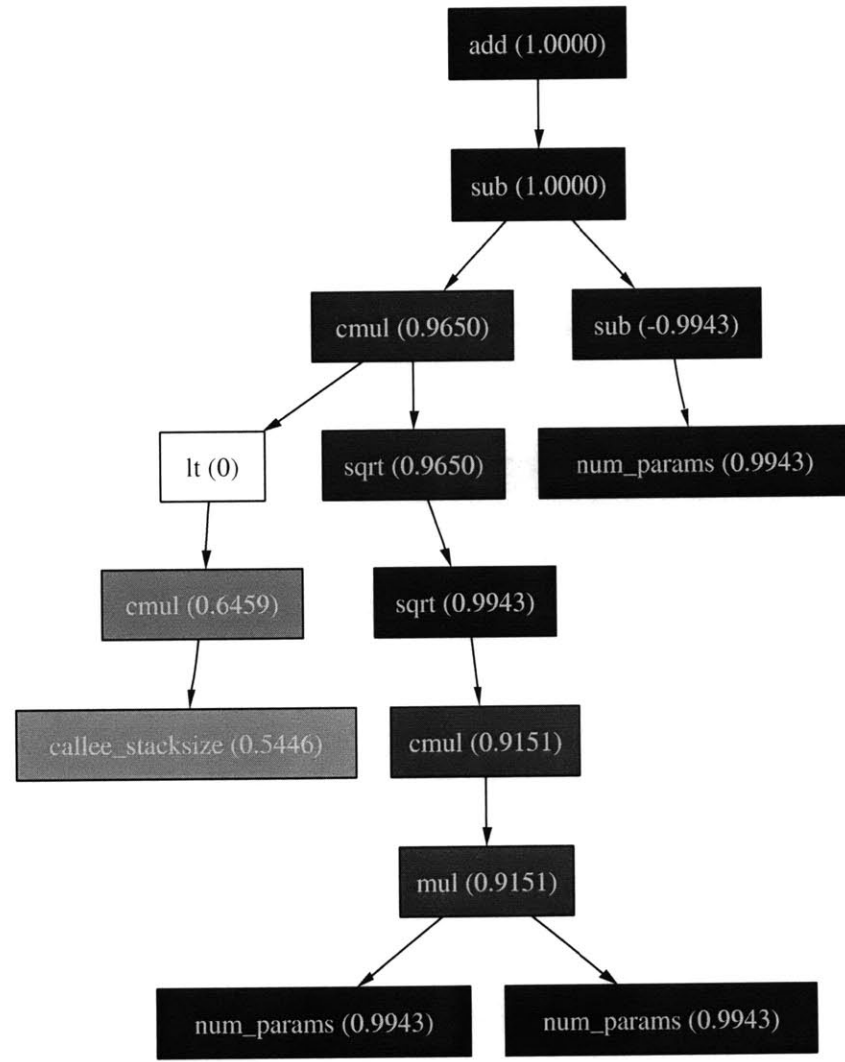 add (1.0000)
sub (1.0000)
cmul (0.9650)
sub (-0.9943)
lt (0)
sqrt (0.9650)
num_params (0.9943)
cmul (0.6459)
sqrt (0.9943)
callee_stacksize (0.5446)
cmul (0.9151)
mul (0.9151)
num_params (0.9943)
num_params (0.9943)